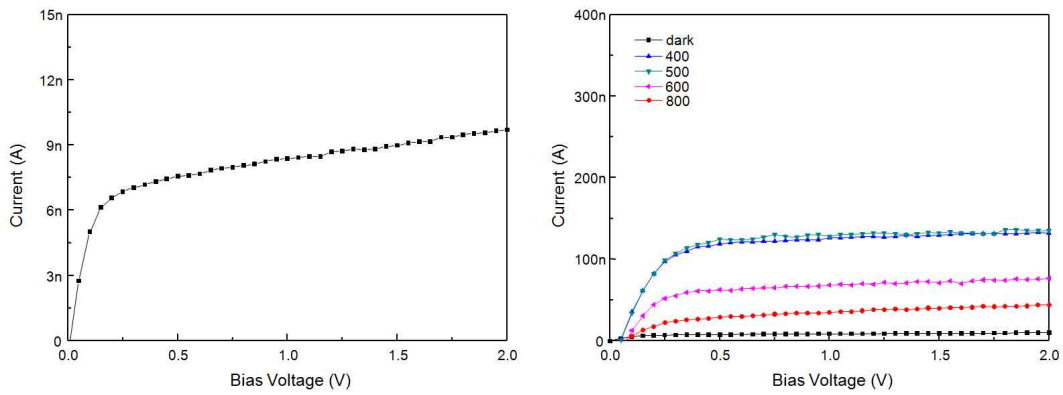 15n
12n
9n
6n
3n
0
0.0
0.5
1.0
1.5
2.0
Current (A)
Bias Voltage (V)
400n
300n
200n
100n
0
0.0
0.5
1.0
1.5
2.0
Current (A)
Bias Voltage (V)
dark
400
500
600
800